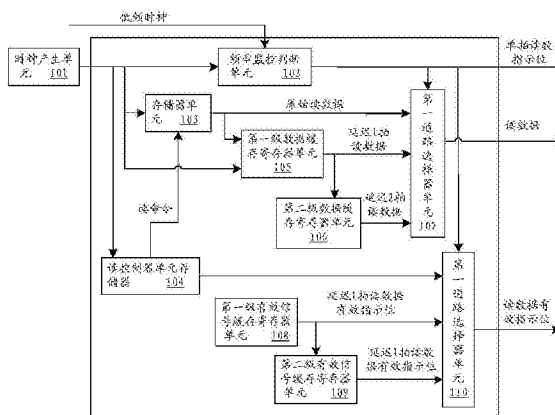 低频时钟
时钟产生单
元 101
频率监控判断
单元 102
单拍读数
指示位
存储器单
元 103
原始读数据
第一级数据缓
存寄存器单元
105
延迟1拍
读数据
读数据
第二级数据缓
存寄存器单元
106
延迟2拍
读数据
第一道路选择器单元
107
读命令
读控制器单元存
储器 104
第一级有效信
号缓存寄存器
单元 108
延迟1拍读数据
有效指示位
第二级有效信
号缓存寄存器
单元 109
延迟1拍读数
据有效指示位
第一道路选择器单元
110
读数据有
效指示位